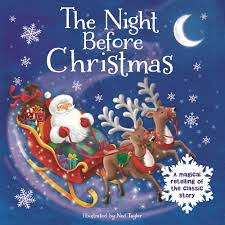 The Night
Before
Christmas
A magical
retelling of
the classic
story
Illustrated by Ned Taylor